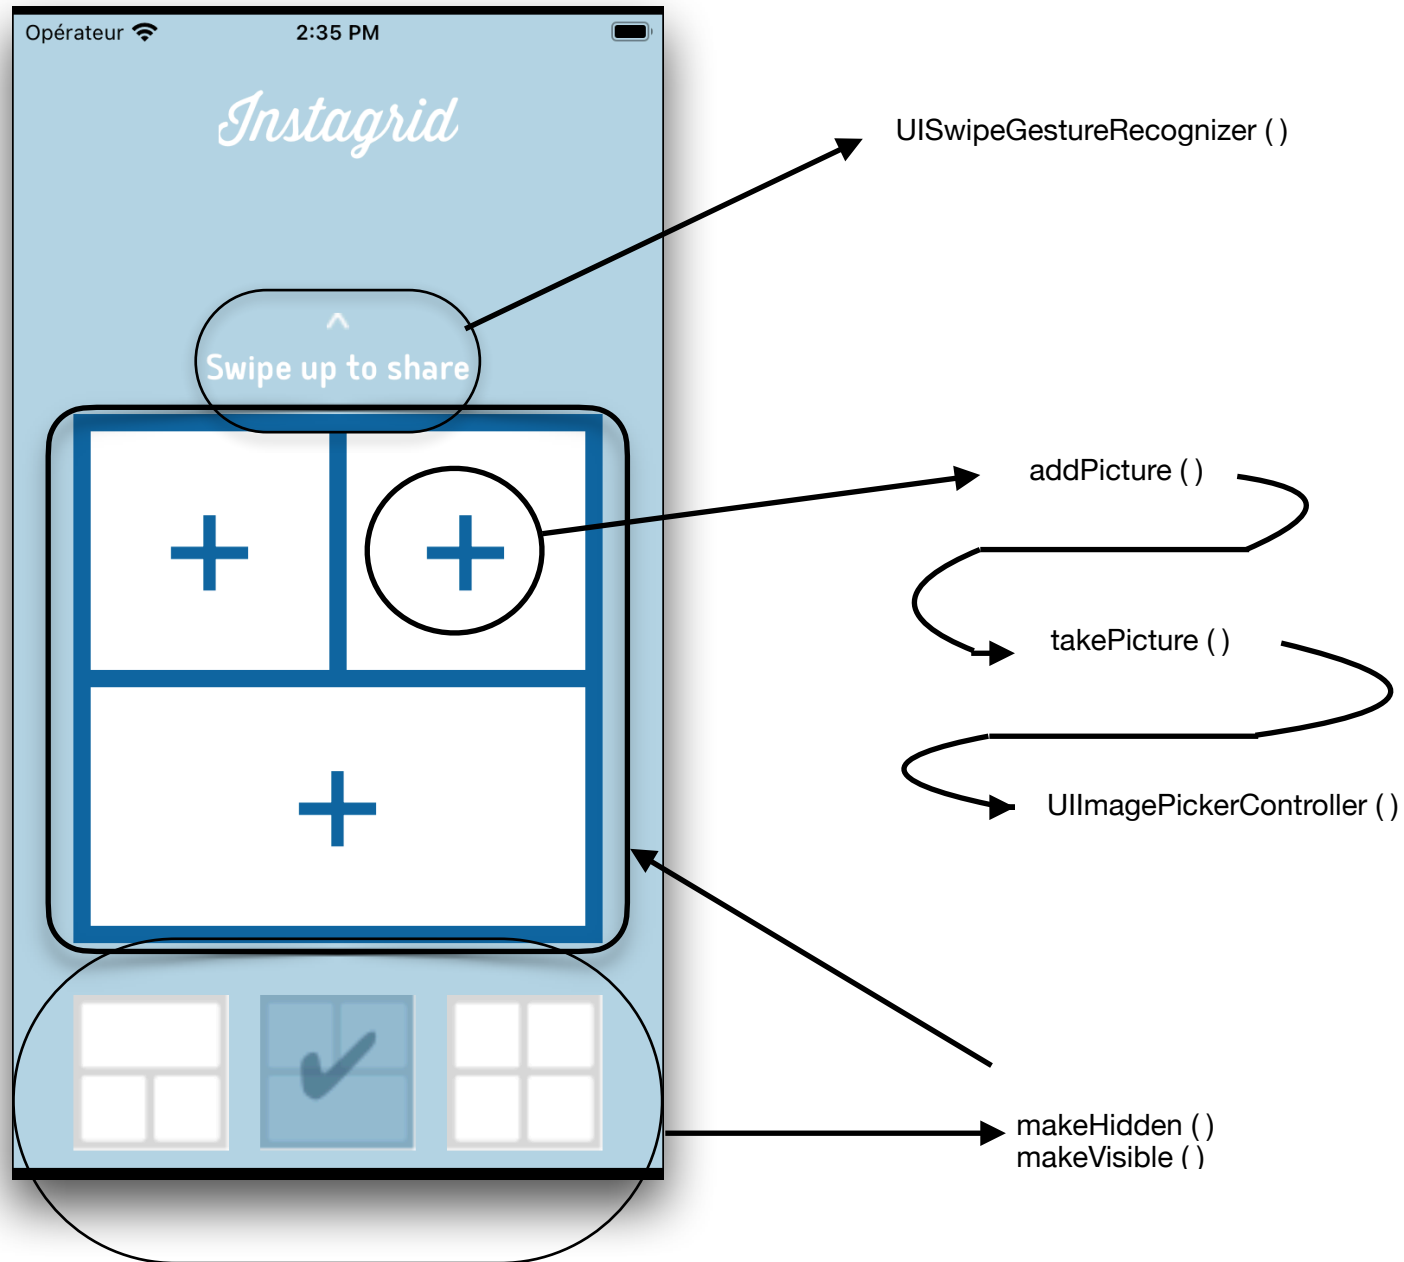 Opérateur
2:35 PM
Instagrid
UISwipeGestureRecognizer ( )
^
Swipe up to share
addPicture ( )
takePicture ( )
UIImagePickerController ( )
makeHidden ( )
makeVisible ( )